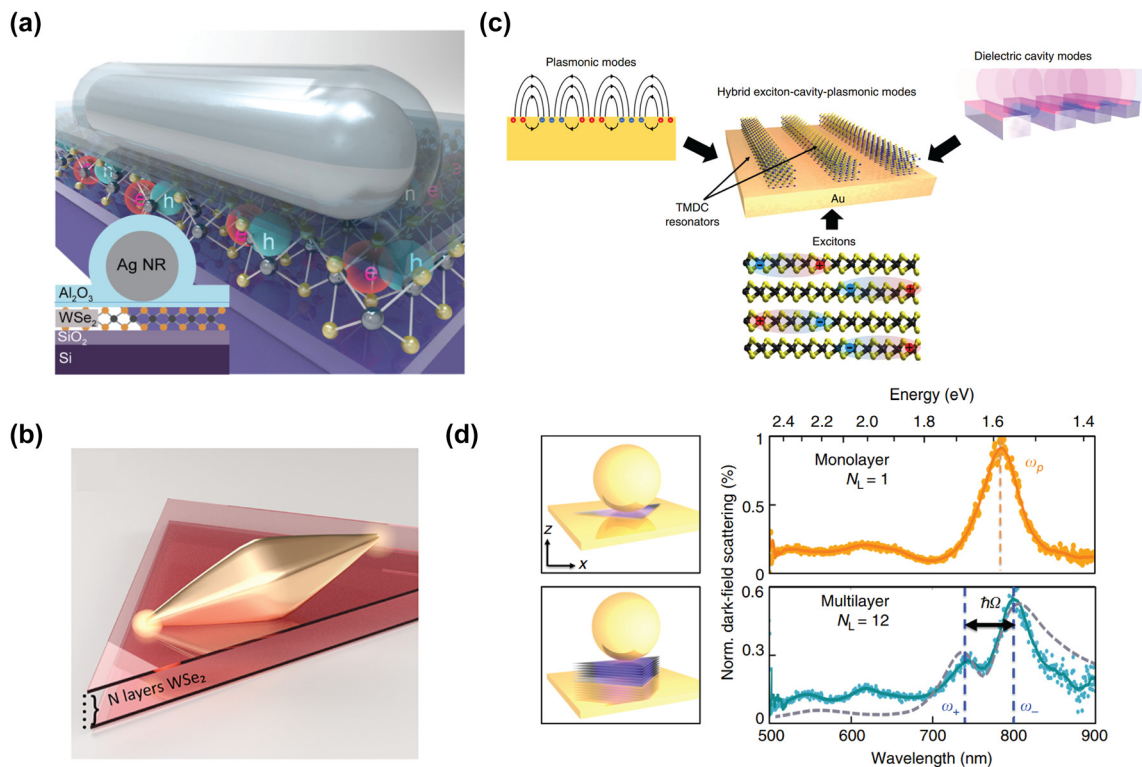 (a)
e
h
e
h
e
h
n
e
a
Ag NR
Al₂O₃
WSe₂
SiO₂
Si
(b)
N layers WSe₂
(c)
Plasmonic modes
Dielectric cavity modes
Hybrid exciton-cavity-plasmonic modes
TMDC
resonators
Au
Excitons
(d)
z
x
Energy (eV)
2.4 2.2 2.0 1.8 1.6 1.4
Norm. dark-field scattering (%)
1
0.5
0
Monolayer
N_L = 1
ω_p
0.6
0.3
0
Multilayer
N_L = 12
ℏΩ
ω₊
ω₋
500 600 700 800 900
Wavelength (nm)